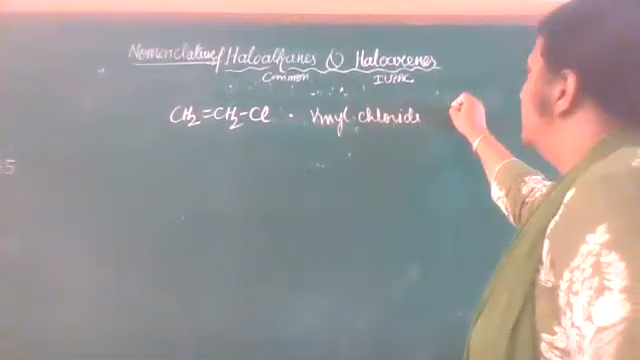 Nomenclature of Haloalkanes & Haloarenes
Common IUPAC
CH₂=CH₂-Cl . Vinyl chloride